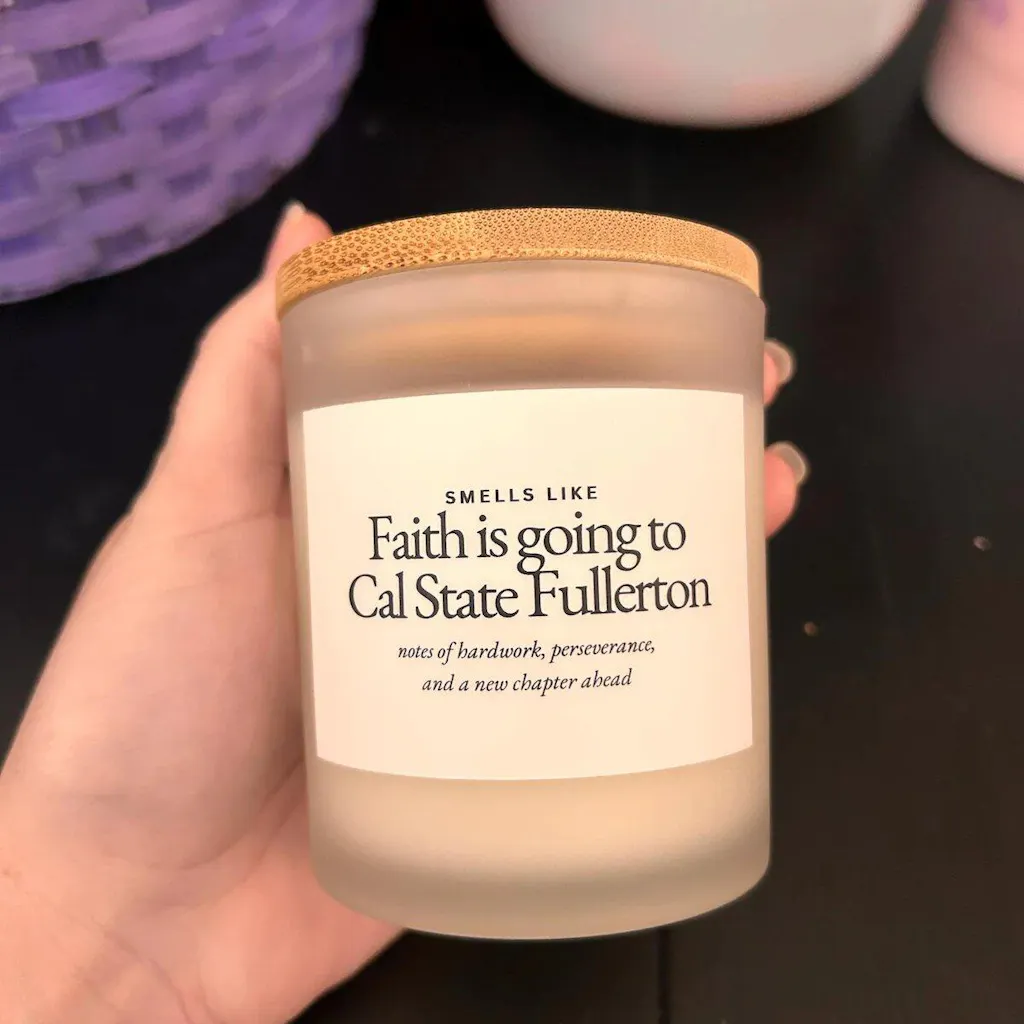 SMELLS LIKE
Faith is going to
Cal State Fullerton
notes of hardwork, perseverance,
and a new chapter ahead